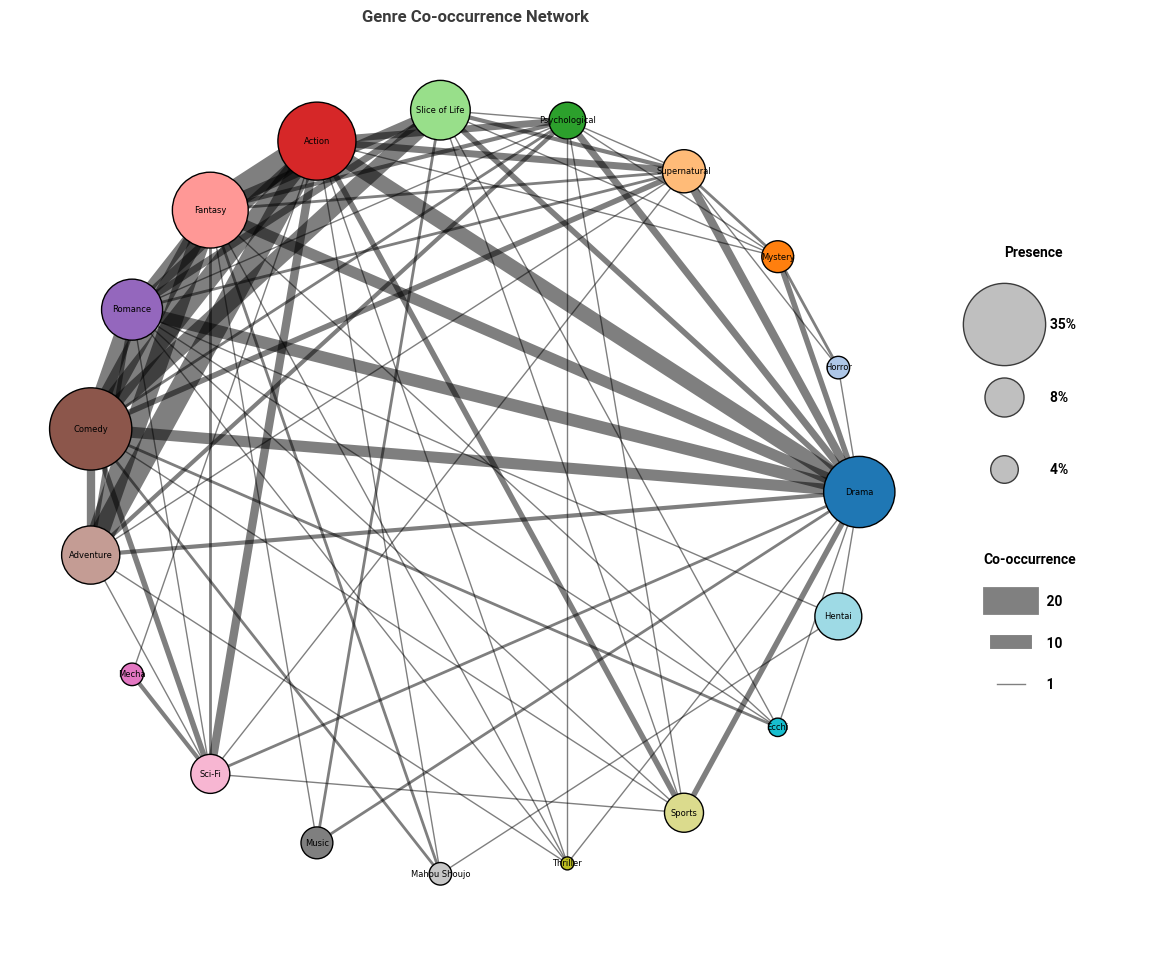 Genre Co-occurrence Network
Slice of Life
Psychological
Action
Supernatural
Fantasy
Mystery
Presence
Romance
35%
Horror
8%
Comedy
4%
Drama
Adventure
Co-occurrence
20
Hentai
10
Mecha
1
Ecchi
Sci-Fi
Sports
Music
Thriller
Mahou Shoujo